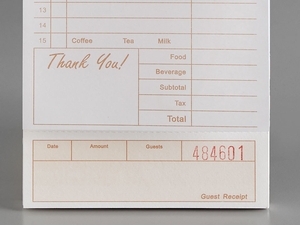 13
14
15 Coffee Tea Milk
Thank You!
Food
Beverage
Subtotal
Tax
Total
Date Amount Guests 484601
Guest Receipt